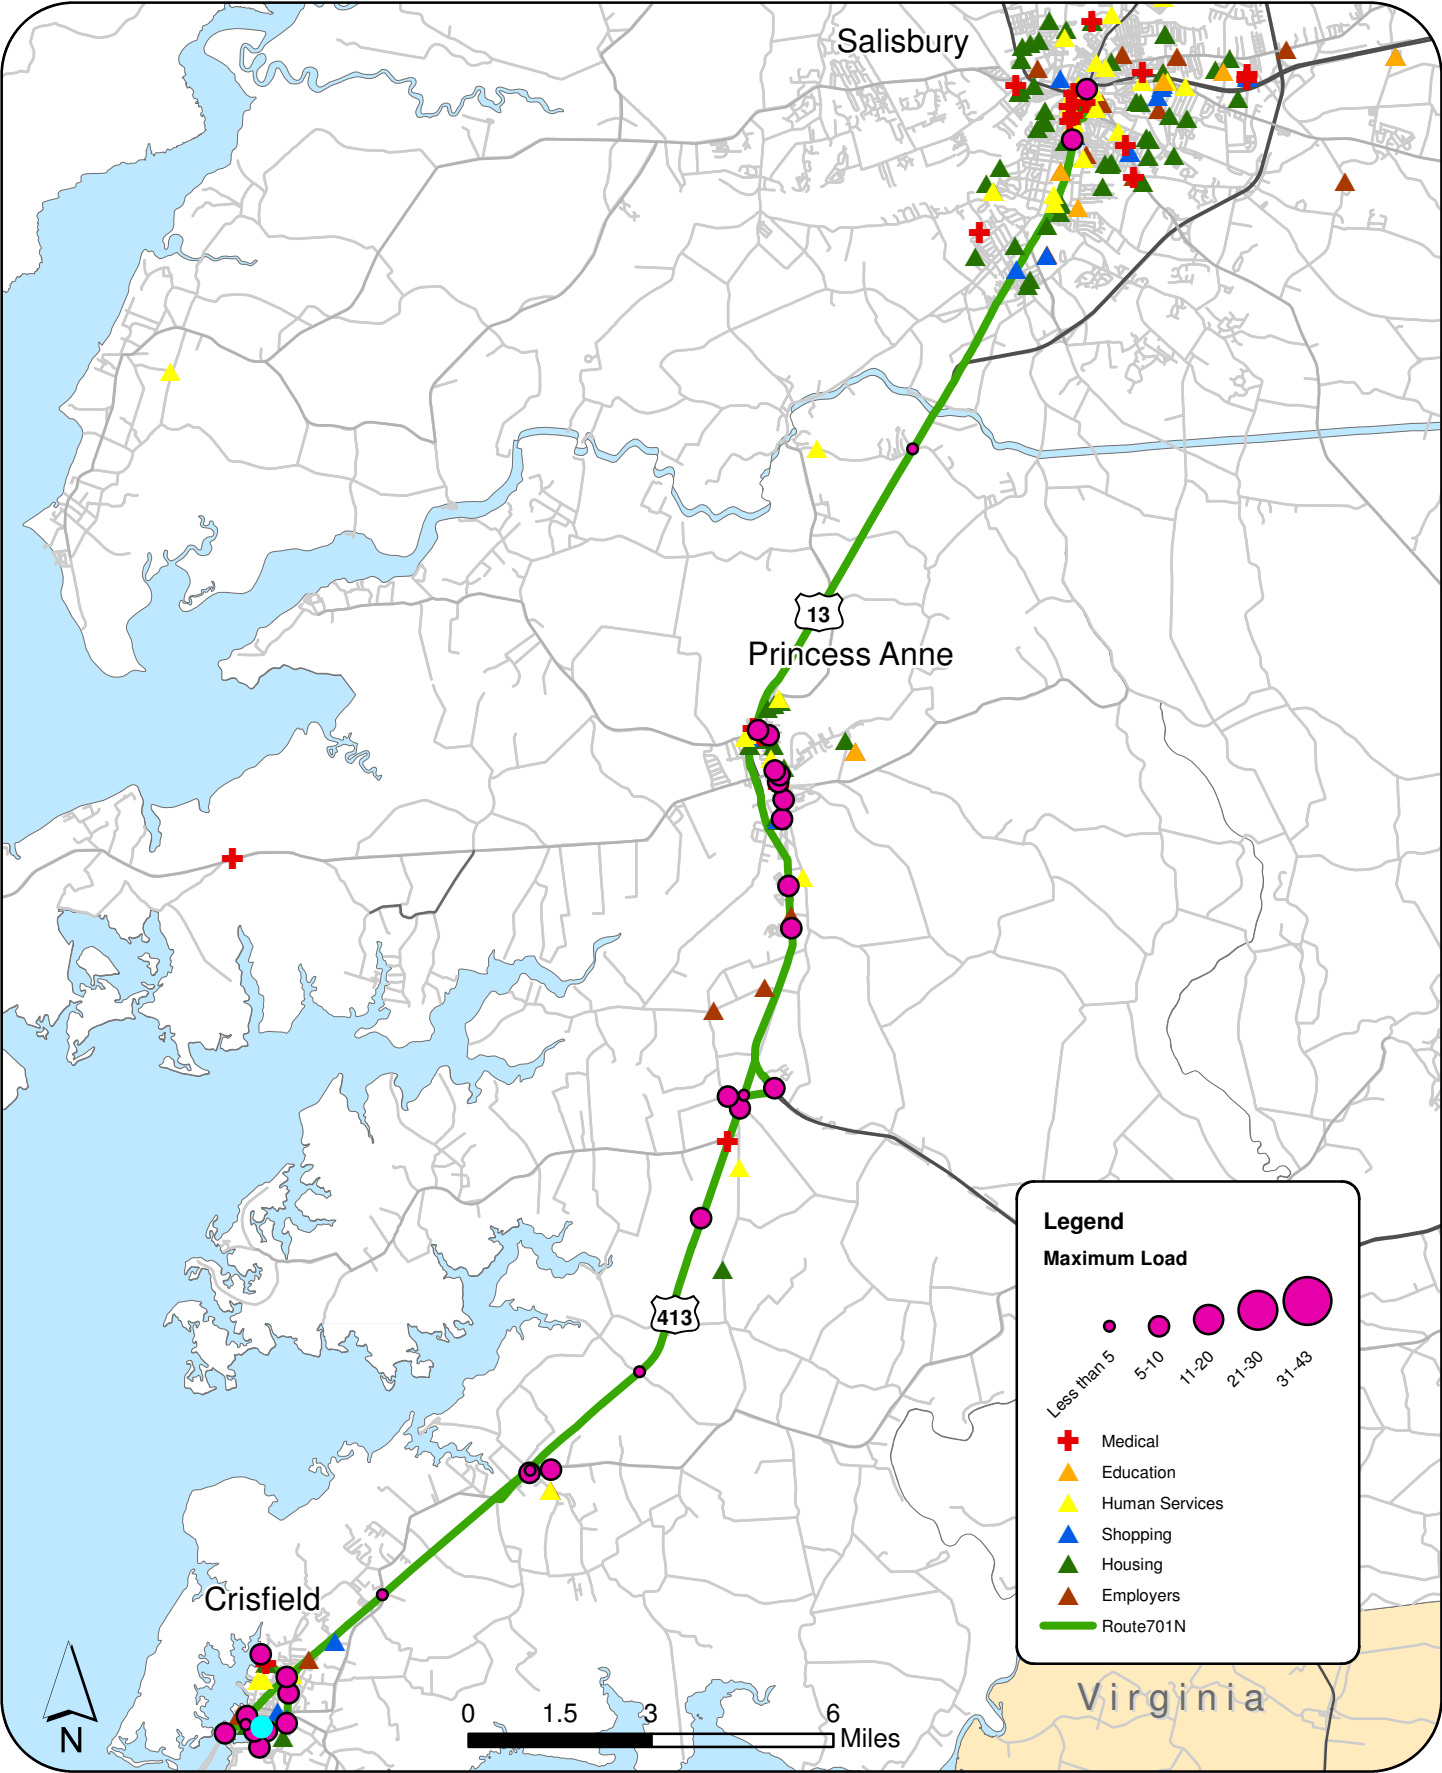 Salisbury
13
Princess Anne
413
Legend
Maximum Load
Less than 5
5-10
11-20
21-30
31-43
Medical
Education
Human Services
Shopping
Housing
Employers
Route701N
Crisfield
Virginia
N
0 1.5 3 6
Miles